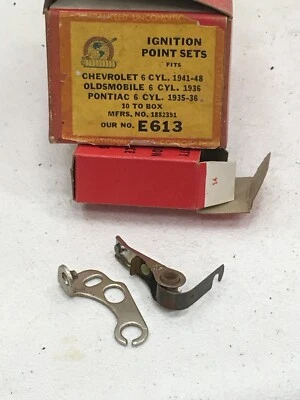 IGNITION
POINT SETS
FITS
CHEVROLET 6 CYL. 1941-48
OLDSMOBILE 6 CYL. 1936
PONTIAC 6 CYL. 1935-36
10 TO BOX
MFRS. NO. 1882391
OUR NO. E613